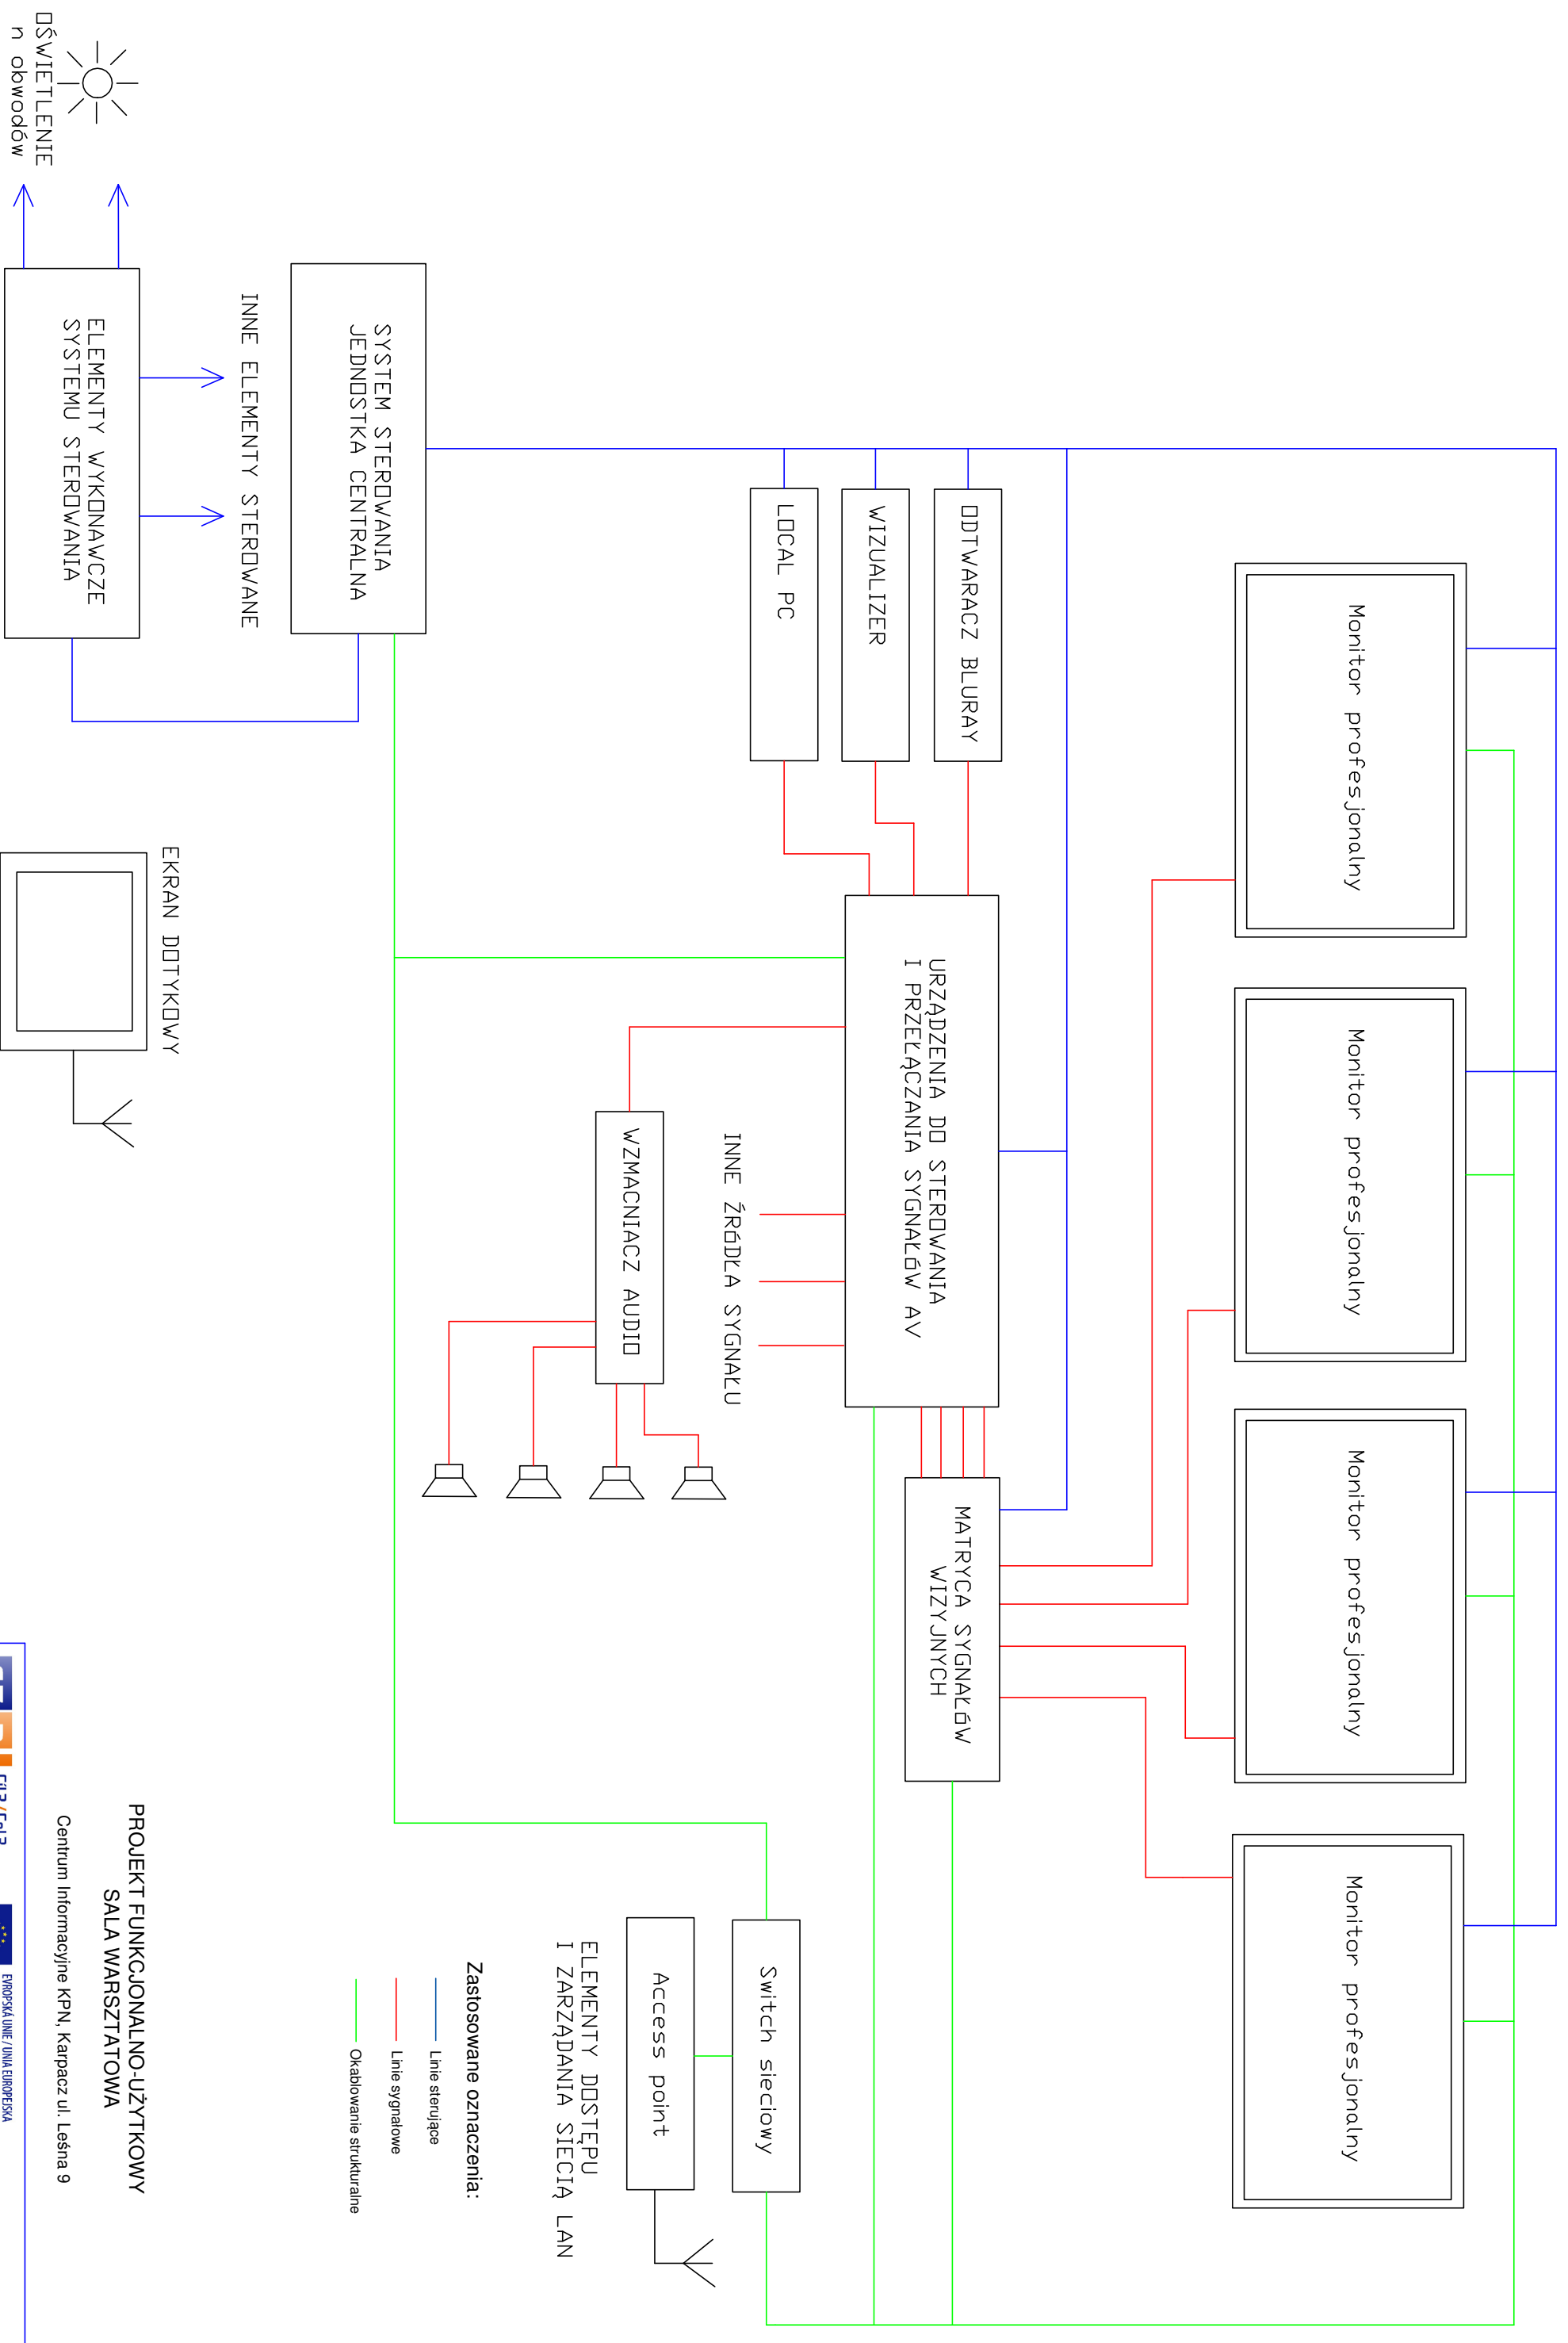 Monitor profesjonalny
Monitor profesjonalny
Monitor profesjonalny
Monitor profesjonalny
ODTWARACZ BLURAY
WIZUALIZER
LOCAL PC
URZĄDZENIA DO STEROWANIA
I PRZEŁĄCZANIA SYGNAŁÓW AV
MATRYCA SYGNAŁÓW
WIZYJNYCH
INNE ŹRÓDŁA SYGNAŁU
WZMACNIACZ AUDIO
Switch sieciowy
Access point
ELEMENTY DOSTĘPU
I ZARZĄDANIA SIECIĄ LAN
SYSTEM STEROWANIA
JEDNOSTKA CENTRALNA
INNE ELEMENTY STEROWANE
ELEMENTY WYKONAWCZE
SYSTEMU STEROWANIA
OŚWIETLENIE
n obwodów
EKRAN DOTYKOWY
Zastosowane oznaczenia:
Linie sterujące
Linie sygnałowe
Okablowanie strukturalne
PROJEKT FUNKCJONALNO-UŻYTKOWY
SALA WARSZTATOWA
Centrum Informacyjne KPN, Karpacz ul. Leśna 9
EVROPSKÁ UNIE / UNIA EUROPEJSKA